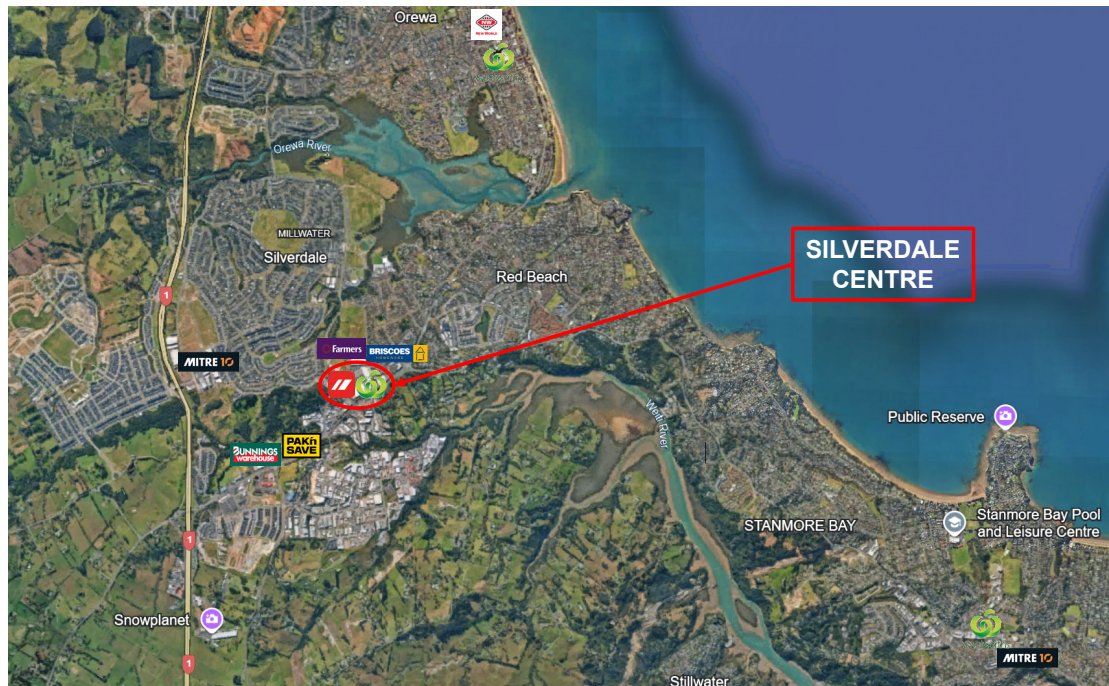 Orewa
NW
NEW WORLD
Orewa River
MILLWATER
Silverdale
Red Beach
SILVERDALE
CENTRE
1
Farmers
BRISCOES
HOMEWARE
MITRE 10
Weiti River
Public Reserve
BUNNINGS
warehouse
PAK'n
SAVE
STANMORE BAY
Stanmore Bay Pool
and Leisure Centre
1
Snowplanet
MITRE 10
1
Stillwater